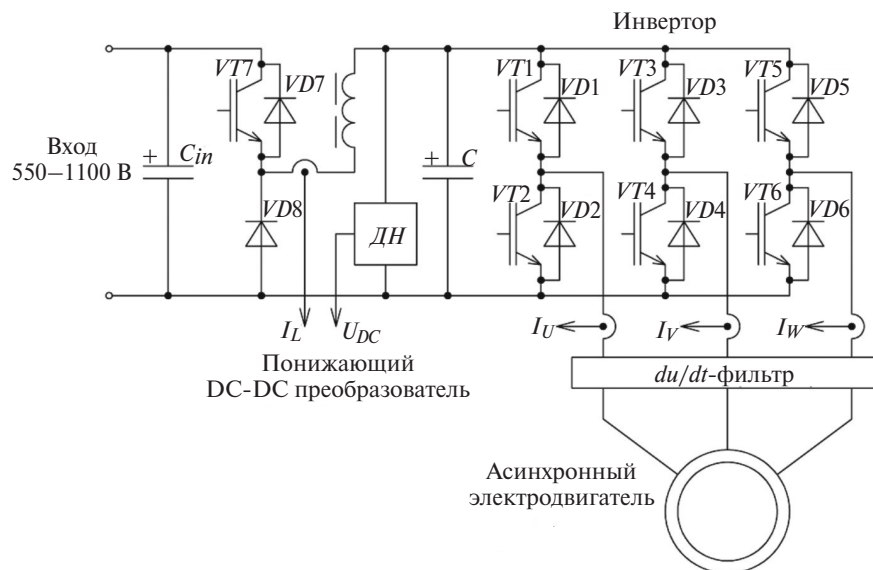 Инвертор
VT7
VD7
VT1
VD1
VT3
VD3
VT5
VD5
Вход
550–1100 В
+ Cin
+ C
VD8
ДН
VT2
VD2
VT4
VD4
VT6
VD6
I_L
U_DC
I_U
I_V
I_W
Понижающий
DC-DC преобразователь
du/dt-фильтр
Асинхронный
электродвигатель